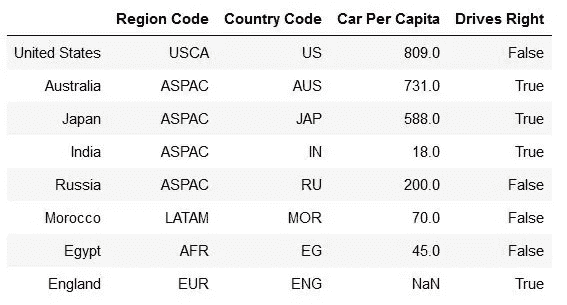 Region Code Country Code Car Per Capita Drives Right
United States USCA US 809.0 False
Australia ASPAC AUS 731.0 True
Japan ASPAC JAP 588.0 True
India ASPAC IN 18.0 True
Russia ASPAC RU 200.0 False
Morocco LATAM MOR 70.0 False
Egypt AFR EG 45.0 False
England EUR ENG NaN True